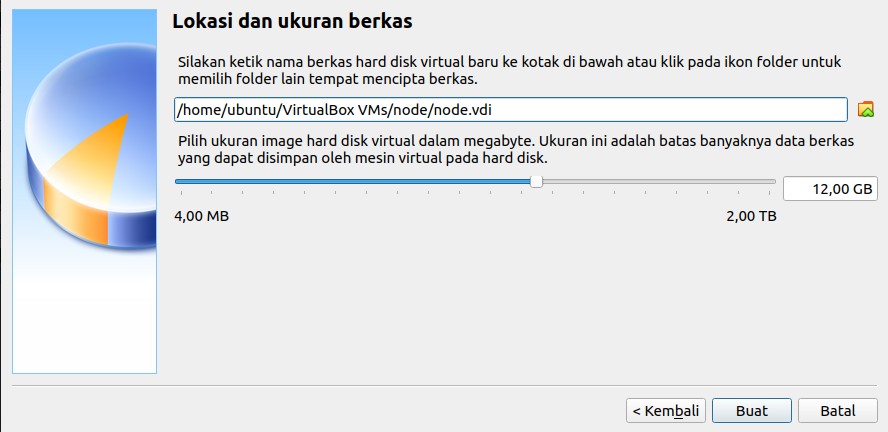 Lokasi dan ukuran berkas
Silakan ketik nama berkas hard disk virtual baru ke kotak di bawah atau klik pada ikon folder untuk
memilih folder lain tempat mencipta berkas.
/home/ubuntu/VirtualBox VMs/node/node.vdi
Pilih ukuran image hard disk virtual dalam megabyte. Ukuran ini adalah batas banyaknya data berkas
yang dapat disimpan oleh mesin virtual pada hard disk.
12,00 GB
4,00 MB 2,00 TB
< Kembali Buat Batal